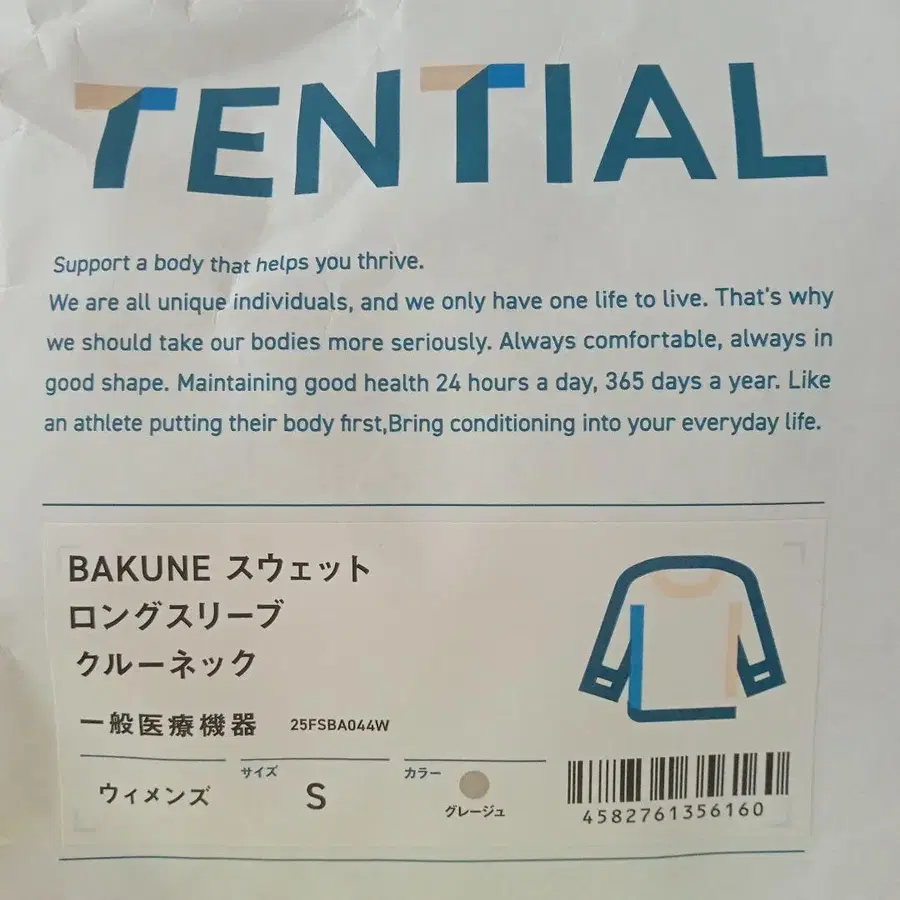 TENTIAL
Support a body that helps you thrive.
We are all unique individuals, and we only have one life to live. That's why
we should take our bodies more seriously. Always comfortable, always in
good shape. Maintaining good health 24 hours a day, 365 days a year. Like
an athlete putting their body first,Bring conditioning into your everyday life.
BAKUNE スウェット
ロングスリーブ
クルーネック
一般医療機器 25FSBA044W
ウィメンズ
サイズ
S
カラー
グレージュ
4582761356160